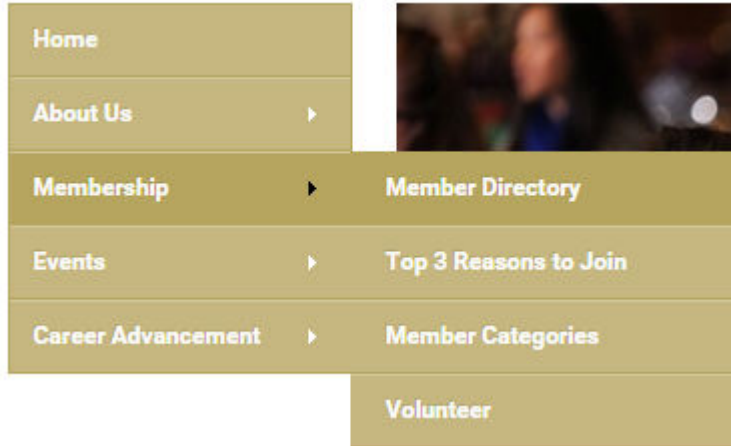 Home
About Us
Membership
Events
Career Advancement
Member Directory
Top 3 Reasons to Join
Member Categories
Volunteer